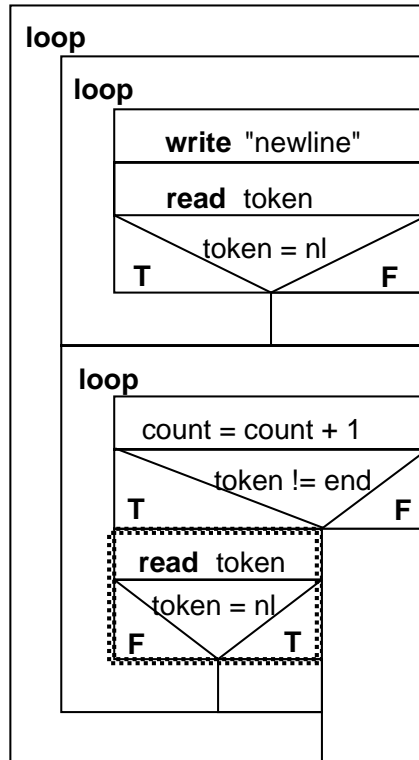 loop
loop
write "newline"
read token
token = nl
T F
loop
count = count + 1
token != end
T F
read token
token = nl
F T